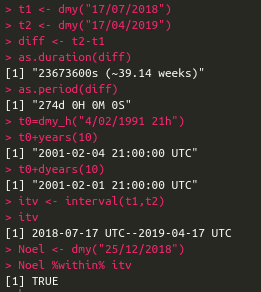 > t1 <- dmy("17/07/2018")
> t2 <- dmy("17/04/2019")
> diff <- t2-t1
> as.duration(diff)
[1] "23673600s (~39.14 weeks)"
> as.period(diff)
[1] "274d 0H 0M 0S"
> t0=dmy_h("4/02/1991 21h")
> t0+years(10)
[1] "2001-02-04 21:00:00 UTC"
> t0+dyears(10)
[1] "2001-02-01 21:00:00 UTC"
> itv <- interval(t1,t2)
> itv
[1] 2018-07-17 UTC--2019-04-17 UTC
> Noel <- dmy("25/12/2018")
> Noel %within% itv
[1] TRUE